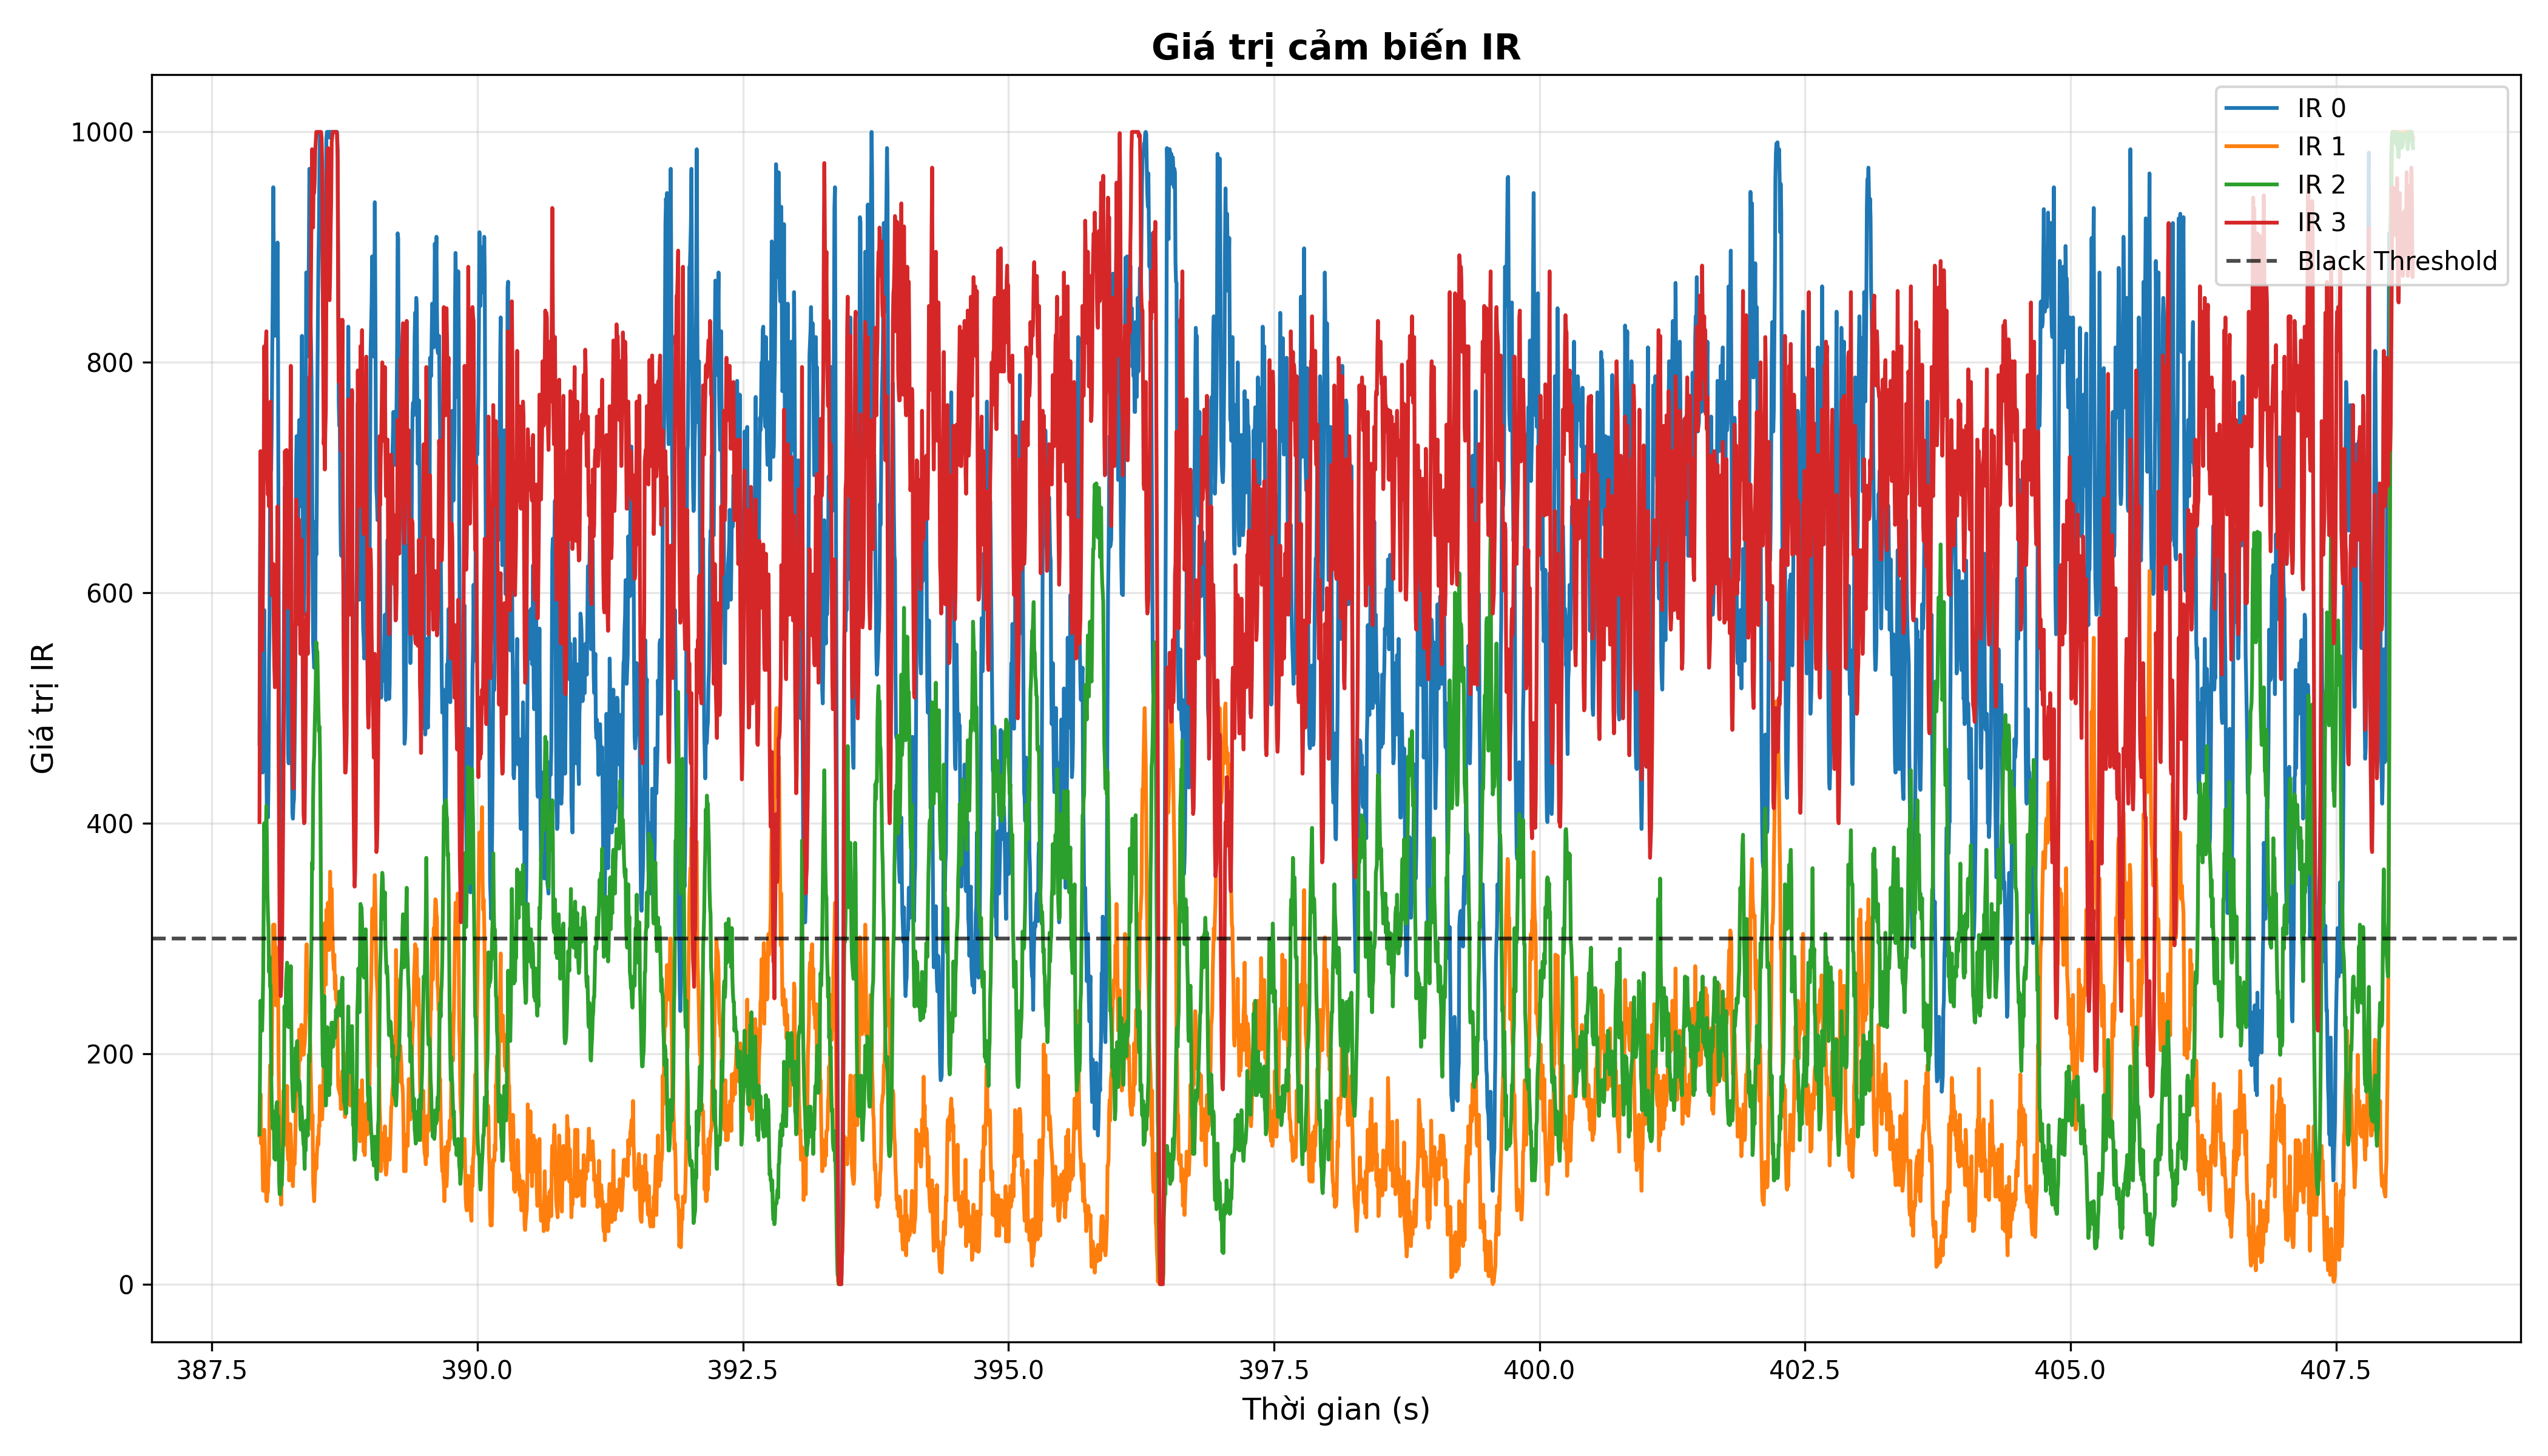 Giá trị cảm biến IR
IR 0
IR 1
IR 2
IR 3
Black Threshold
Giá trị IR
1000
800
600
400
200
0
387.5 390.0 392.5 395.0 397.5 400.0 402.5 405.0 407.5
Thời gian (s)